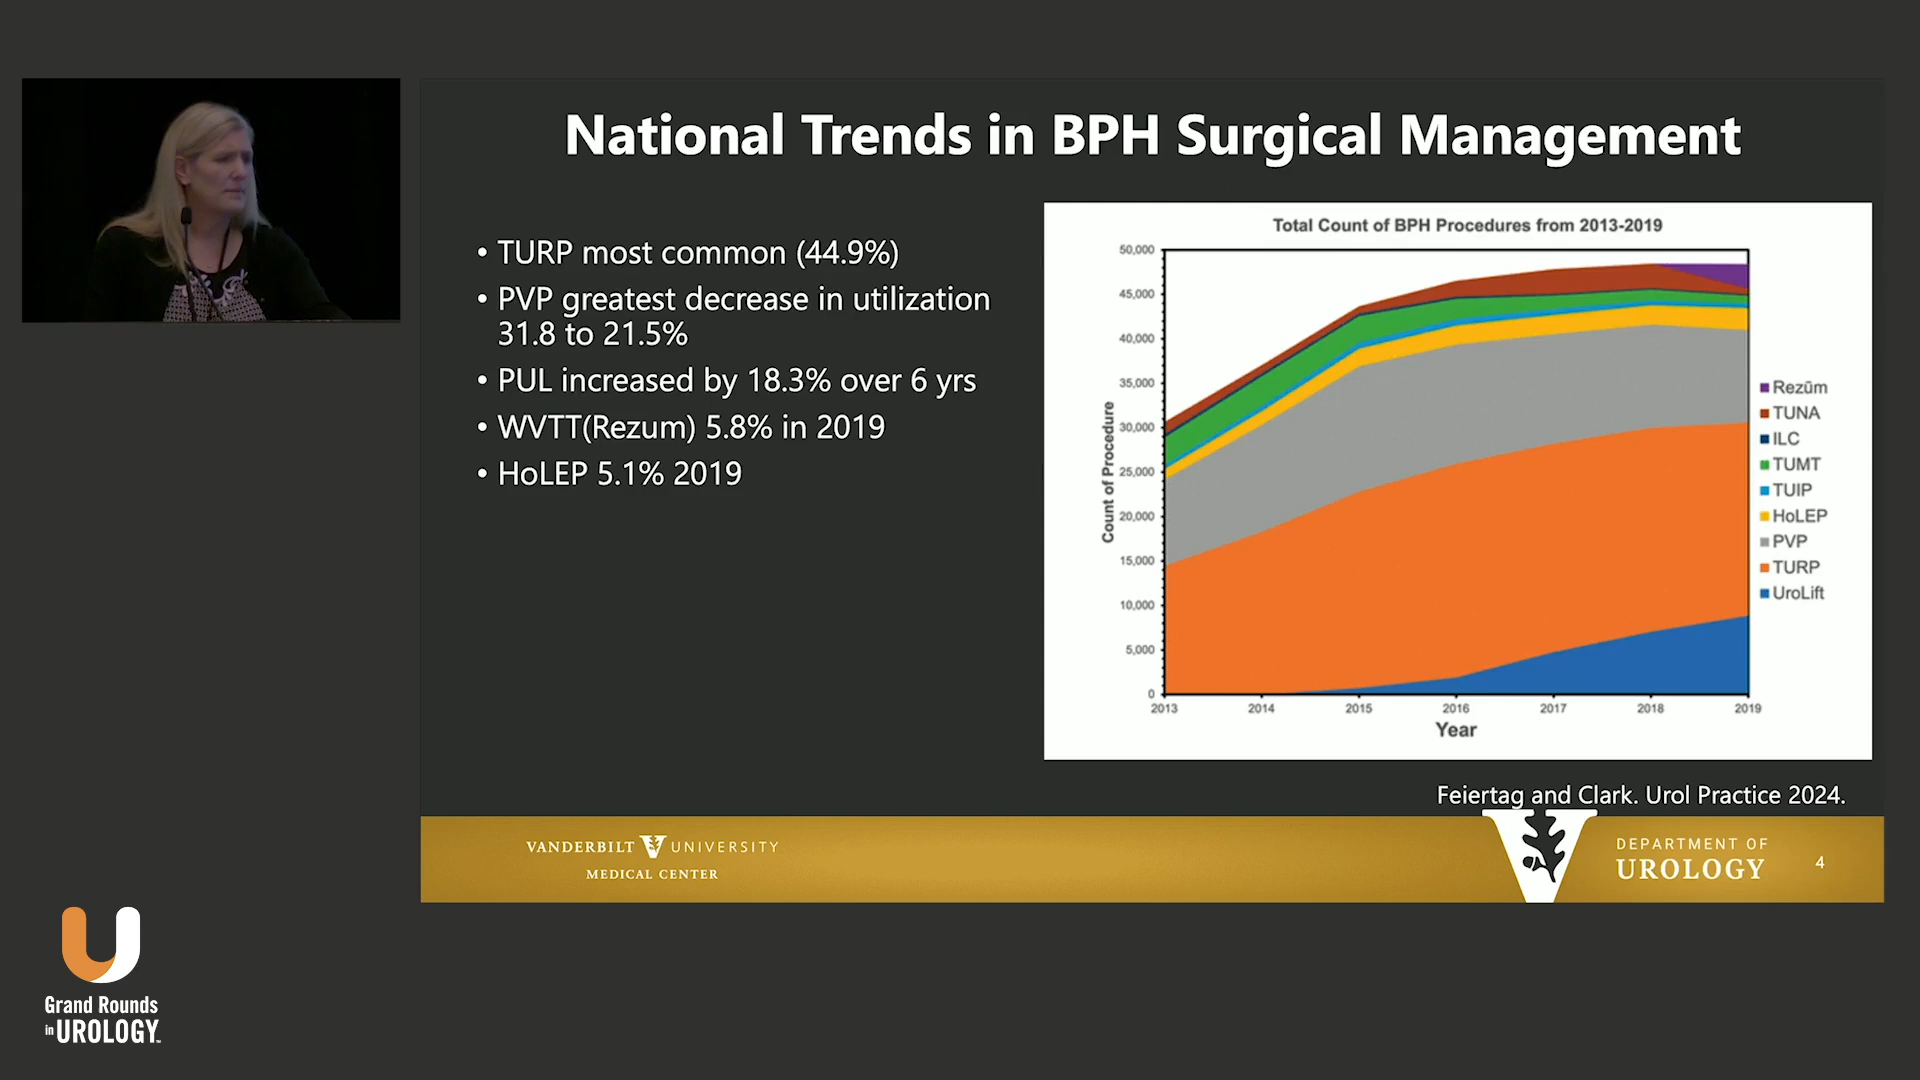 National Trends in BPH Surgical Management
• TURP most common (44.9%)
• PVP greatest decrease in utilization
31.8 to 21.5%
• PUL increased by 18.3% over 6 yrs
• WVTT(Rezum) 5.8% in 2019
• HoLEP 5.1% 2019
Total Count of BPH Procedures from 2013-2019
50,000
45,000
40,000
35,000
30,000
25,000
20,000
15,000
10,000
5,000
0
Count of Procedure
2013 2014 2015 2016 2017 2018 2019
Year
Rezūm
TUNA
ILC
TUMT
TUIP
HoLEP
PVP
TURP
UroLift
Feiertag and Clark. Urol Practice 2024.
VANDERBILT V UNIVERSITY
MEDICAL CENTER
DEPARTMENT OF
UROLOGY
4
Grand Rounds
in UROLOGY™